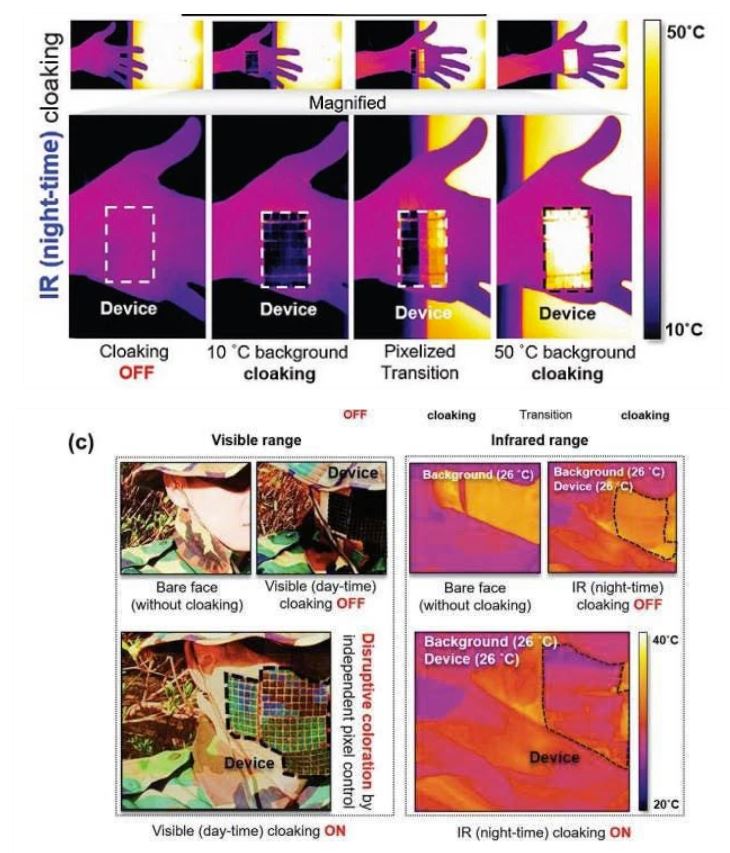 IR (night-time) cloaking
50˚C
Magnified
Device
Device
Device
Device
10˚C
Cloaking
OFF
10 ˚C background
cloaking
Pixelized
Transition
50 ˚C background
cloaking
OFF
cloaking
Transition
cloaking
(c)
Visible range
Infrared range
Device
Background (26 ˚C)
Background (26 ˚C)
Device (26 ˚C)
Bare face
(without cloaking)
Visible (day-time)
cloaking OFF
Bare face
(without cloaking)
IR (night-time)
cloaking OFF
Device
Disruptive coloration by
independent pixel control
Background (26 ˚C)
Device (26 ˚C)
Device
40˚C
20˚C
Visible (day-time) cloaking ON
IR (night-time) cloaking ON